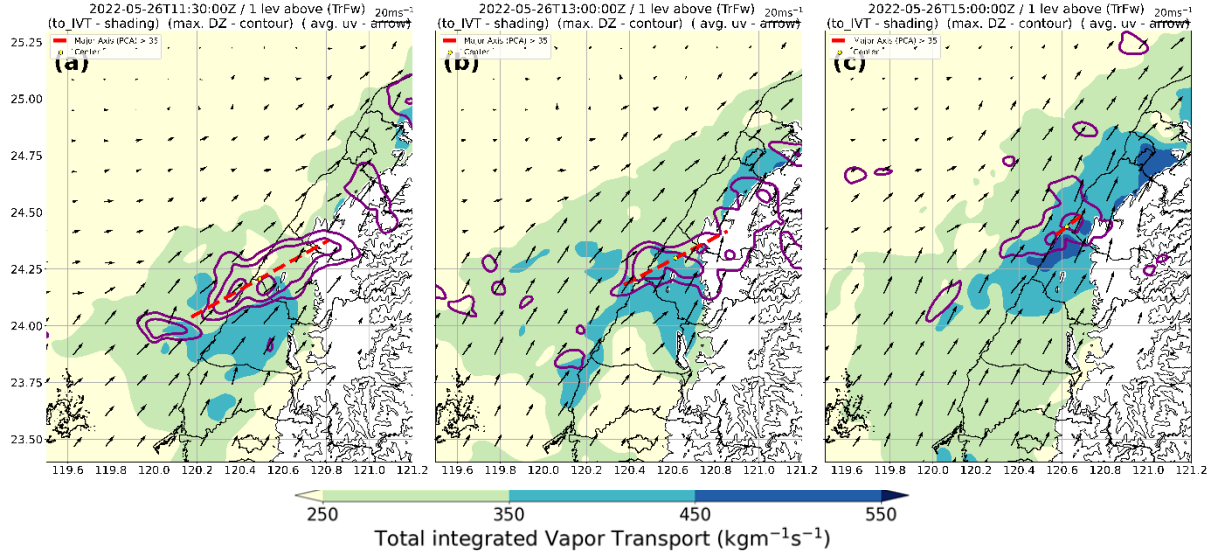 2022-05-26T11:30:00Z / 1 lev above (TrFw)
(to_IVT - shading) (max. DZ - contour) ( avg. uv - arrow)
20ms⁻¹
Major Axis (PCA) > 35
Center
(a)
25.25
25.00
24.75
24.50
24.25
24.00
23.75
23.50
119.6 119.8 120.0 120.2 120.4 120.6 120.8 121.0 121.2
2022-05-26T13:00:00Z / 1 lev above (TrFw)
(to_IVT - shading) (max. DZ - contour) ( avg. uv - arrow)
20ms⁻¹
Major Axis (PCA) > 35
Center
(b)
119.6 119.8 120.0 120.2 120.4 120.6 120.8 121.0 121.2
2022-05-26T15:00:00Z / 1 lev above (TrFw)
(to_IVT - shading) (max. DZ - contour) ( avg. uv - arrow)
20ms⁻¹
Major Axis (PCA) > 35
Center
(c)
119.6 119.8 120.0 120.2 120.4 120.6 120.8 121.0 121.2
250 350 450 550
Total integrated Vapor Transport (kgm⁻¹s⁻¹)